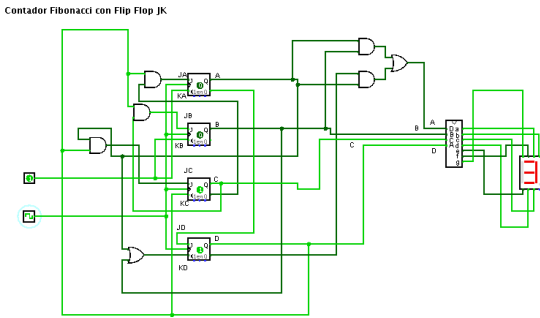 Contador Fibonacci con Flip Flop JK
JA
A
J Q
KA
JB
B
J Q
KB
JC
C
J Q
KC
JD
D
J Q
KD
A
B
C
D
a
b
c
d
e
f
g